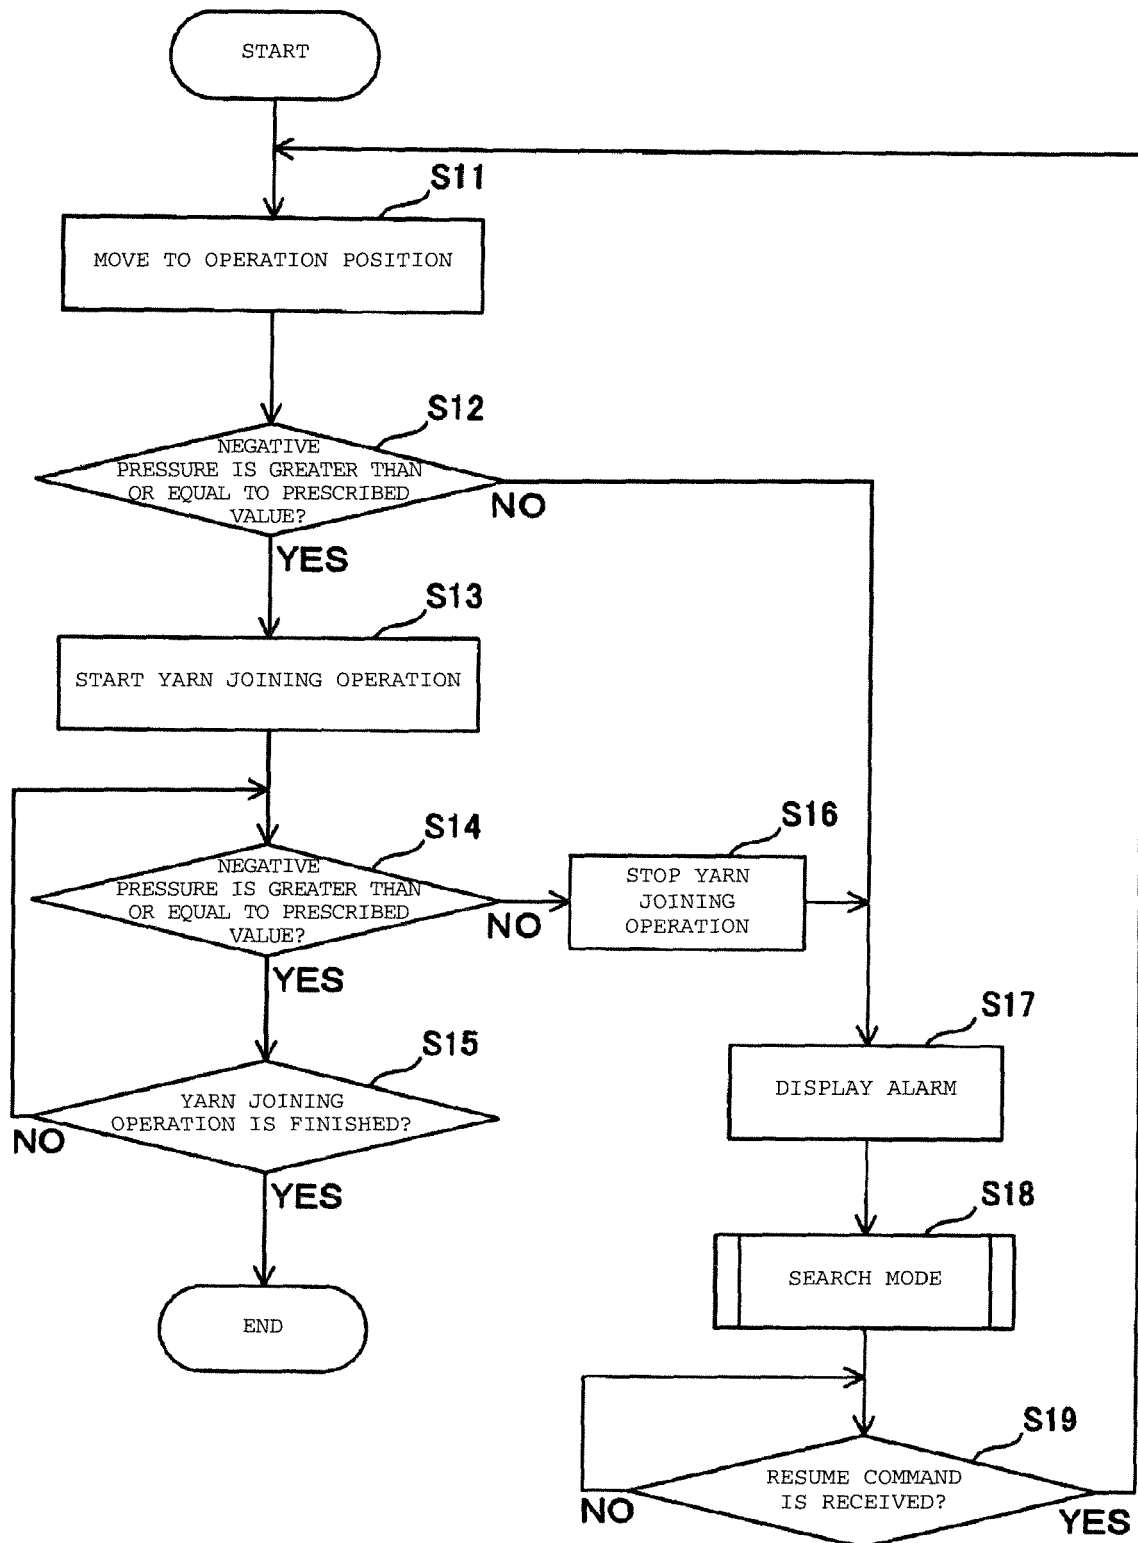 START
S11
MOVE TO OPERATION POSITION
S12
NEGATIVE
PRESSURE IS GREATER THAN
OR EQUAL TO PRESCRIBED
VALUE?
NO
YES
S13
START YARN JOINING OPERATION
S14
NEGATIVE
PRESSURE IS GREATER THAN
OR EQUAL TO PRESCRIBED
VALUE?
NO
YES
S16
STOP YARN
JOINING
OPERATION
S15
YARN JOINING
OPERATION IS FINISHED?
NO
YES
END
S17
DISPLAY ALARM
S18
SEARCH MODE
S19
RESUME COMMAND
IS RECEIVED?
NO
YES